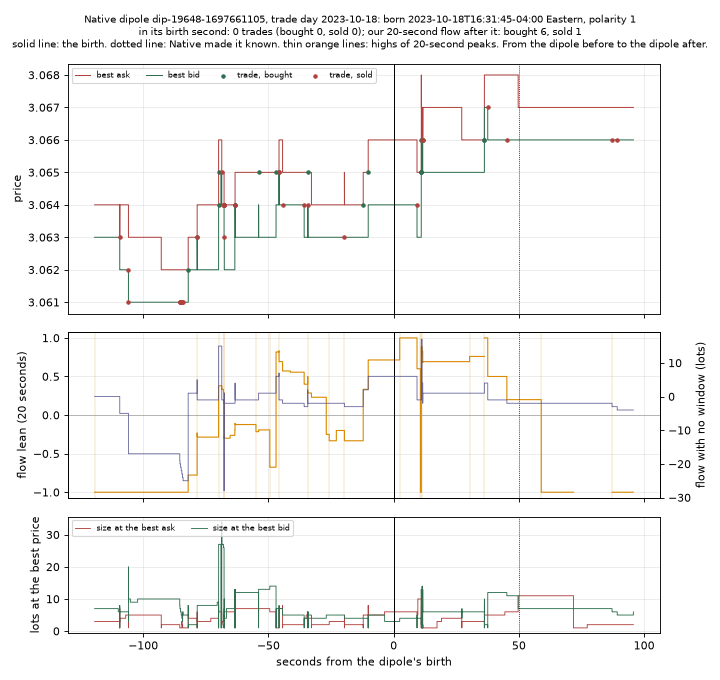 Native dipole dip-19648-1697661105, trade day 2023-10-18: born 2023-10-18T16:31:45-04:00 Eastern, polarity 1
in its birth second: 0 trades (bought 0, sold 0); our 20-second flow after it: bought 6, sold 1
solid line: the birth. dotted line: Native made it known. thin orange lines: highs of 20-second peaks. From the dipole before to the dipole after.
best ask
best bid
trade, bought
trade, sold
3.068
3.067
3.066
3.065
3.064
3.063
3.062
3.061
price
1.0
0.5
0.0
−0.5
−1.0
flow lean (20 seconds)
10
0
−10
−20
−30
flow with no window (lots)
size at the best ask
size at the best bid
30
20
10
0
lots at the best price
−100
−50
0
50
100
seconds from the dipole's birth